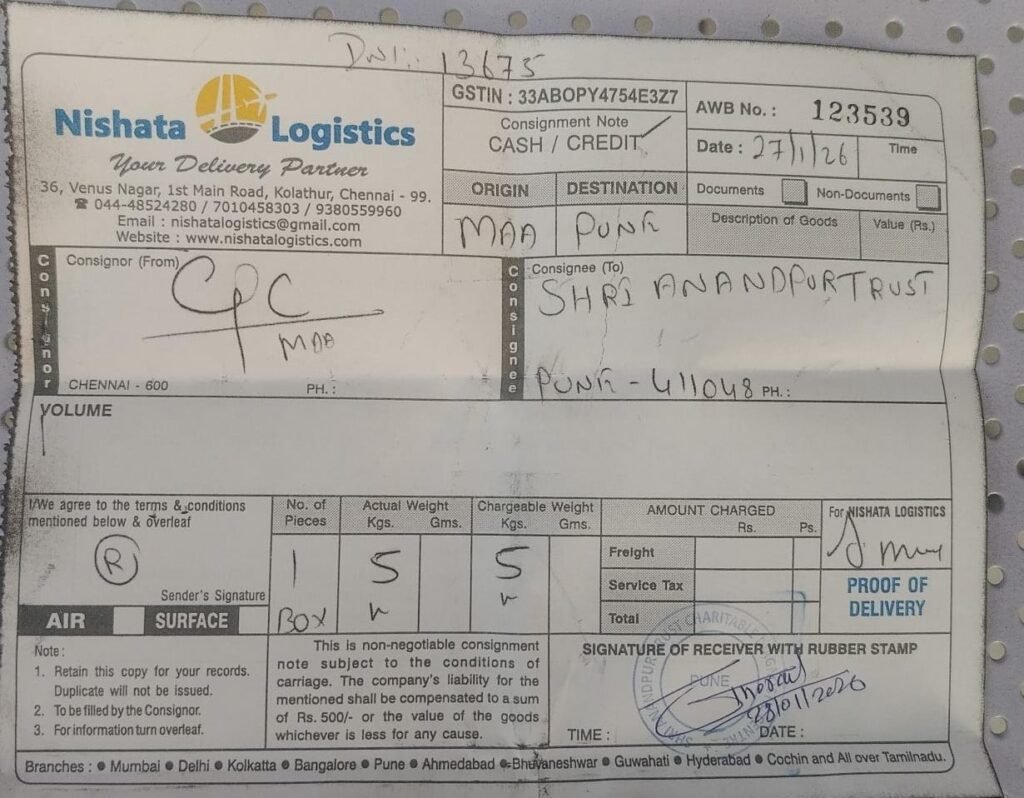 13675
Nishata Logistics
Your Delivery Partner
36, Venus Nagar, 1st Main Road, Kolathur, Chennai - 99.
☎ 044-48524280 / 7010458303 / 9380559960
Email : nishatalogistics@gmail.com
Website : www.nishatalogistics.com
GSTIN : 33ABOPY4754E3Z7
Consignment Note
CASH / CREDIT ✓
AWB No. : 123539
Date : 27/1/26 Time
ORIGIN DESTINATION
MAA PUNE
Documents Non-Documents
Description of Goods Value (Rs.)
Consignor
Consignor (From)
CPC
MAA
CHENNAI - 600 PH. :
Consignee
Consignee (To)
SHRI ANANDPUR TRUST
PUNE - 411048 PH. :
VOLUME
I/We agree to the terms & conditions
mentioned below & overleaf
R
Sender's Signature
AIR SURFACE
No. of Pieces
1
BOX
Actual Weight
Kgs. Gms.
5
Chargeable Weight
Kgs. Gms.
5
AMOUNT CHARGED
Rs. Ps.
Freight
Service Tax
Total
For NISHATA LOGISTICS
PROOF OF
DELIVERY
Note :
1. Retain this copy for your records.
Duplicate will not be issued.
2. To be filled by the Consignor.
3. For information turn overleaf.
This is non-negotiable consignment
note subject to the conditions of
carriage. The company's liability for the
mentioned shall be compensated to a sum
of Rs. 500/- or the value of the goods
whichever is less for any cause.
SIGNATURE OF RECEIVER WITH RUBBER STAMP
TRUST CHARITABLE
PUNE
28/01/2026
TIME : DATE :
Branches : ● Mumbai ● Delhi ● Kolkatta ● Bangalore ● Pune ● Ahmedabad ● Bhuvaneshwar ● Guwahati ● Hyderabad ● Cochin and All over Tamilnadu.